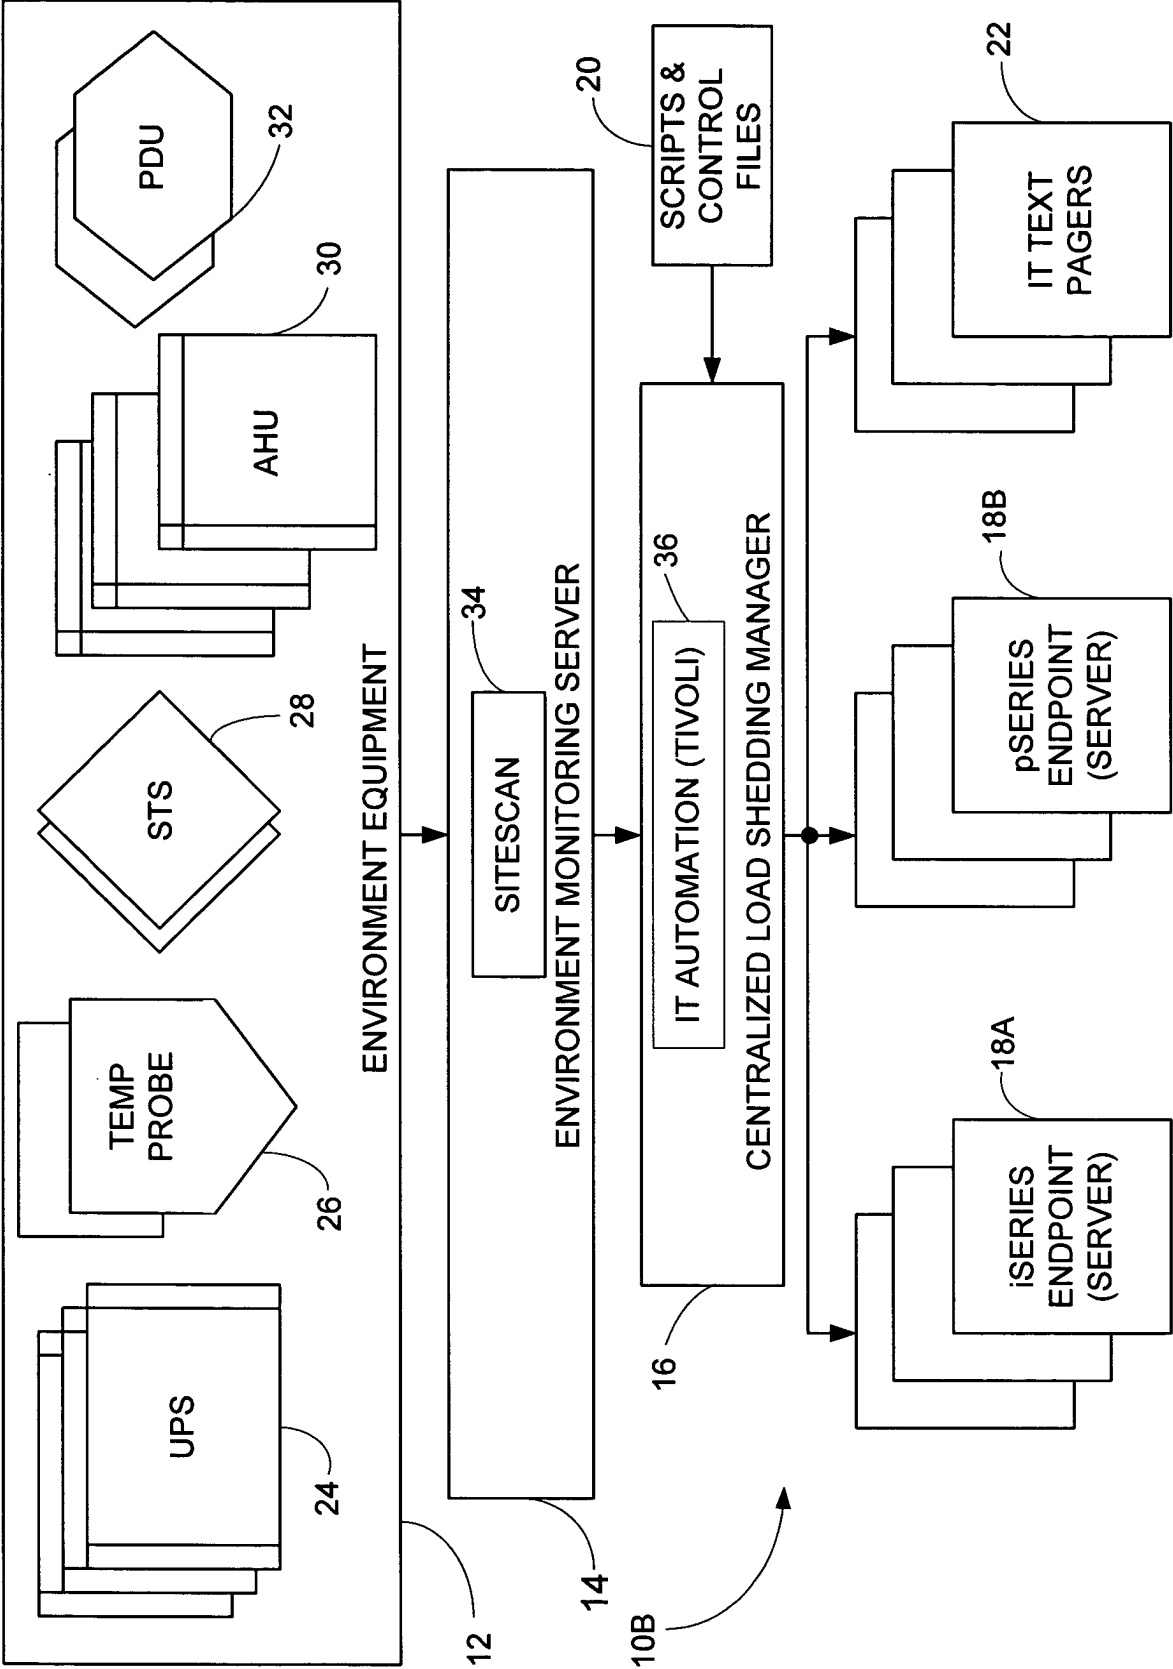 UPS
24
TEMP
PROBE
26
STS
28
AHU
30
PDU
32
ENVIRONMENT EQUIPMENT
12
SITESCAN
34
ENVIRONMENT MONITORING SERVER
14
SCRIPTS &
CONTROL
FILES
20
IT AUTOMATION (TIVOLI)
36
CENTRALIZED LOAD SHEDDING MANAGER
16
10B
iSERIES
ENDPOINT
(SERVER)
18A
pSERIES
ENDPOINT
(SERVER)
18B
IT TEXT
PAGERS
22